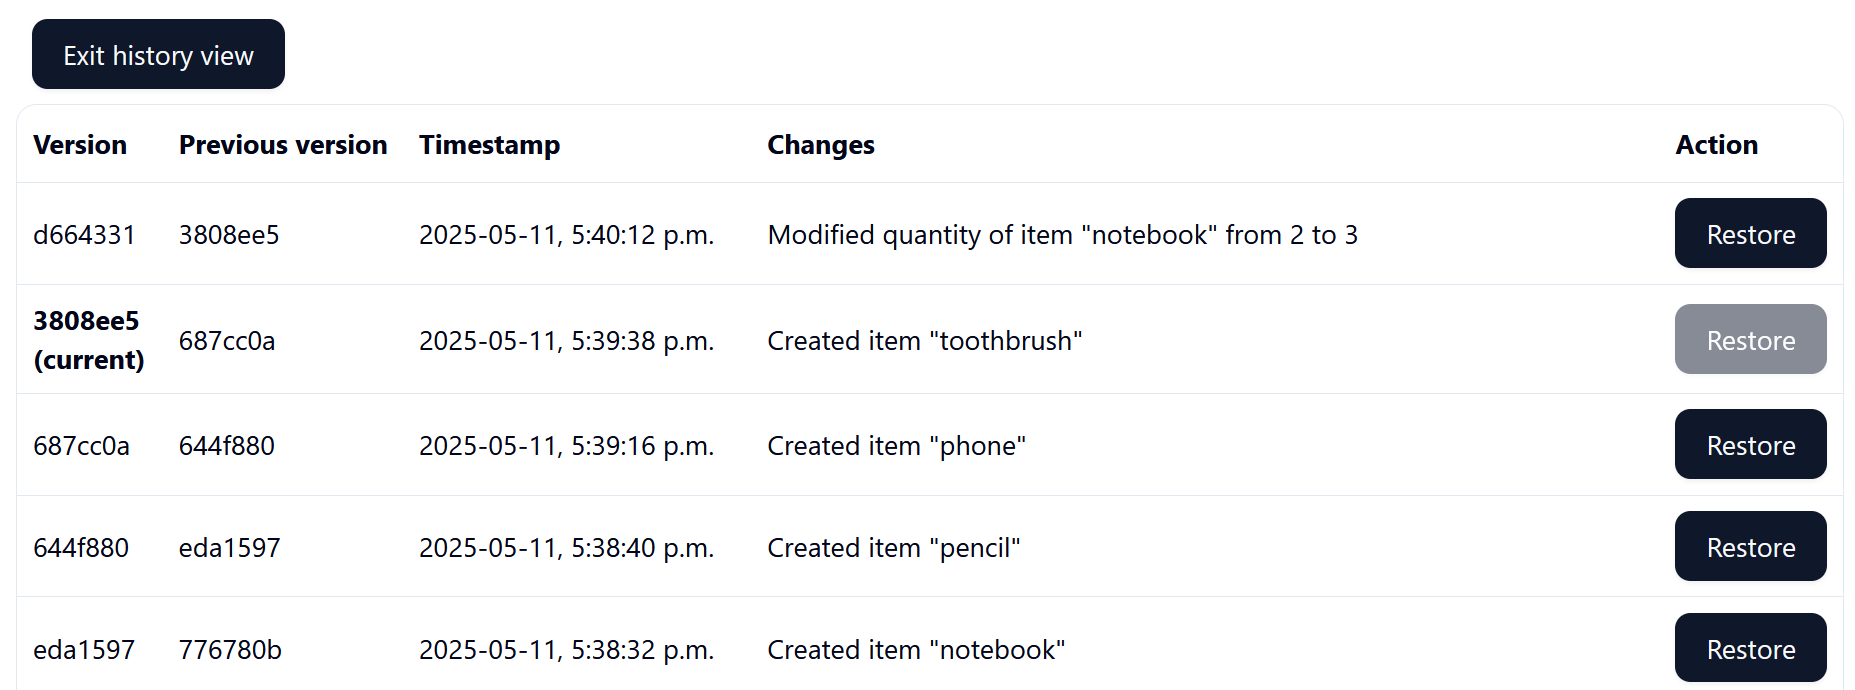 Exit history view
Version Previous version Timestamp Changes Action
d664331 3808ee5 2025-05-11, 5:40:12 p.m. Modified quantity of item "notebook" from 2 to 3 Restore
3808ee5
(current) 687cc0a 2025-05-11, 5:39:38 p.m. Created item "toothbrush" Restore
687cc0a 644f880 2025-05-11, 5:39:16 p.m. Created item "phone" Restore
644f880 eda1597 2025-05-11, 5:38:40 p.m. Created item "pencil" Restore
eda1597 776780b 2025-05-11, 5:38:32 p.m. Created item "notebook" Restore